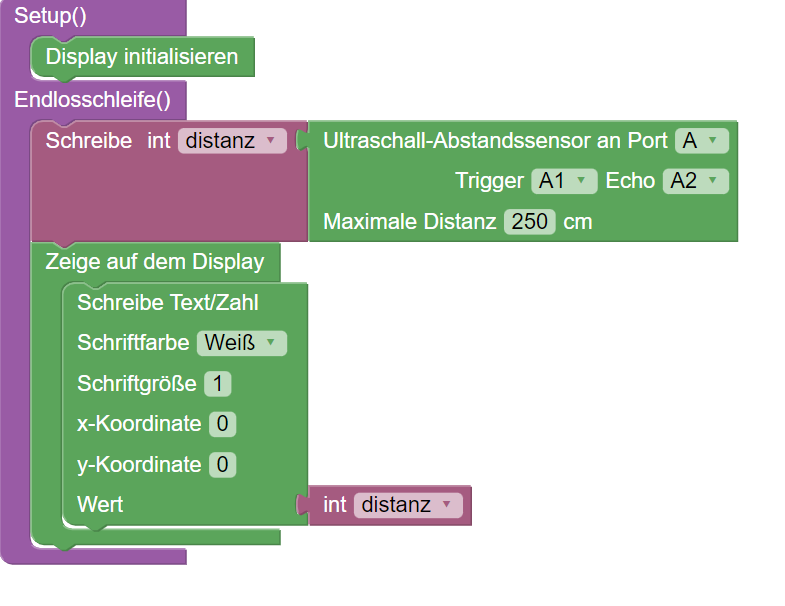 Setup()
Display initialisieren
Endlosschleife()
Schreibe int distanz Ultraschall-Abstandssensor an Port A
Trigger A1 Echo A2
Maximale Distanz 250 cm
Zeige auf dem Display
Schreibe Text/Zahl
Schriftfarbe Weiß
Schriftgröße 1
x-Koordinate 0
y-Koordinate 0
Wert int distanz